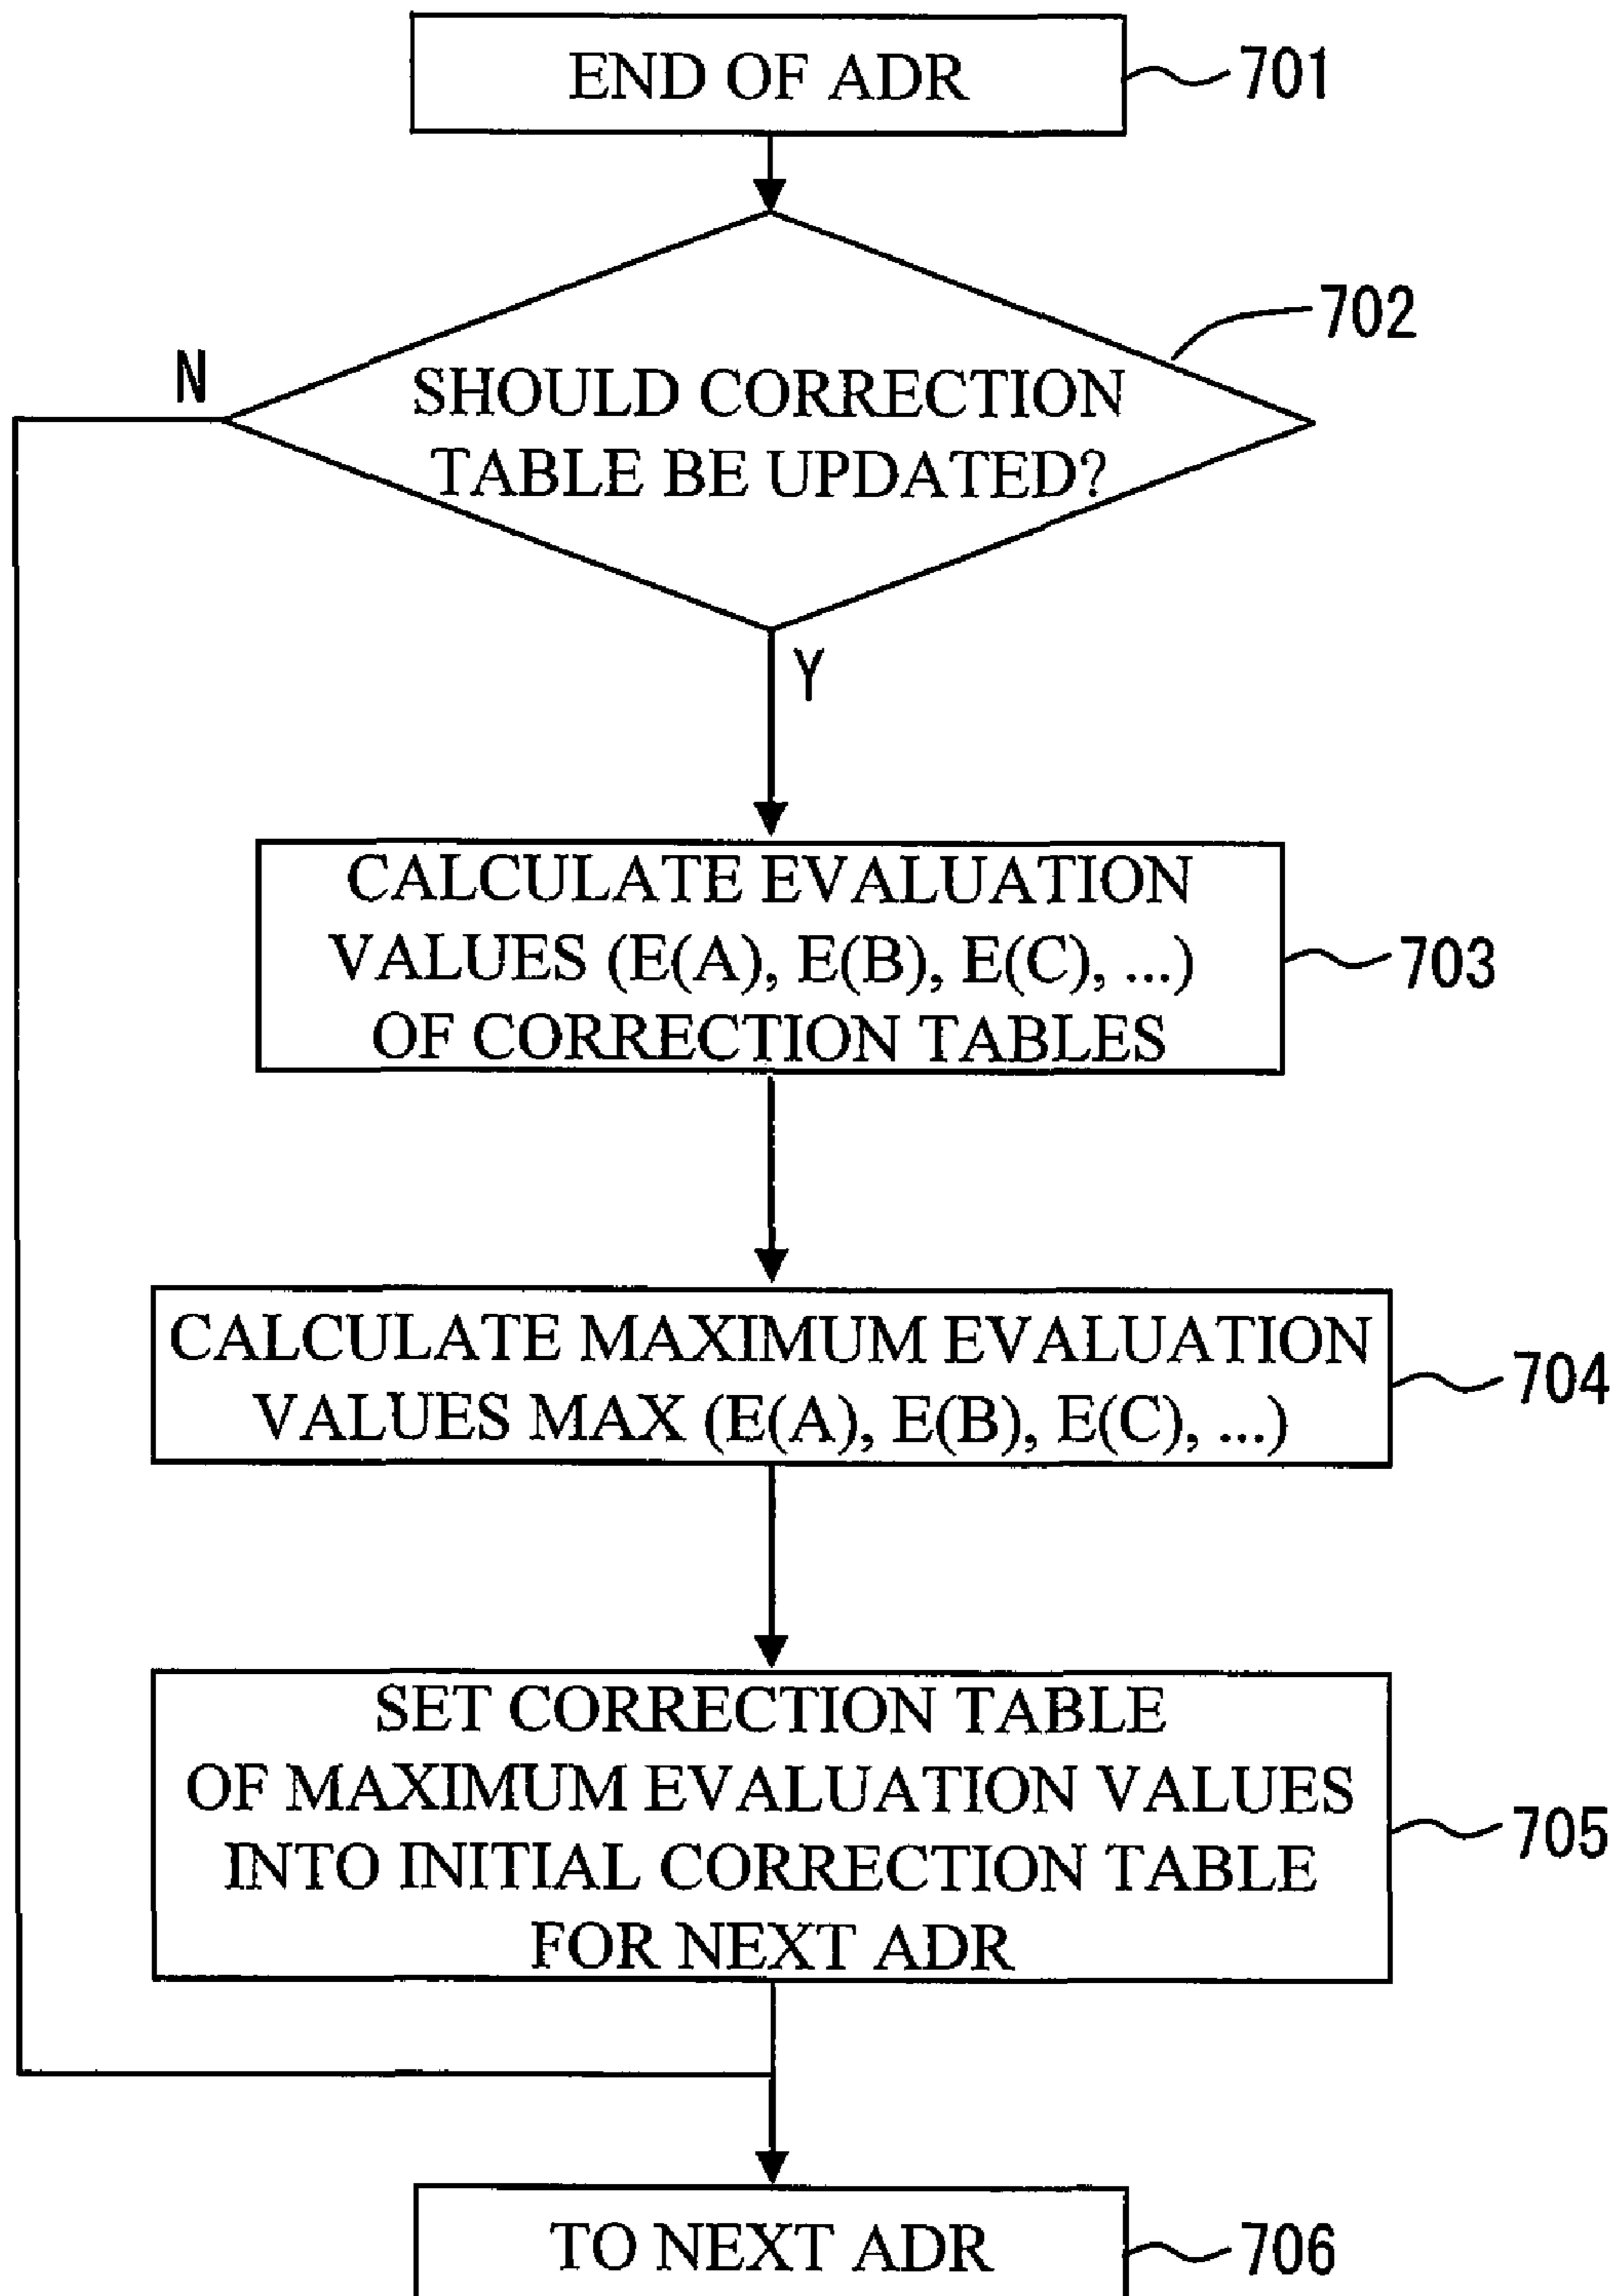 END OF ADR
701
702
N
SHOULD CORRECTION
TABLE BE UPDATED?
Y
CALCULATE EVALUATION
VALUES (E(A), E(B), E(C), ...)
OF CORRECTION TABLES
703
CALCULATE MAXIMUM EVALUATION
VALUES MAX (E(A), E(B), E(C), ...)
704
SET CORRECTION TABLE
OF MAXIMUM EVALUATION VALUES
INTO INITIAL CORRECTION TABLE
FOR NEXT ADR
705
TO NEXT ADR
706